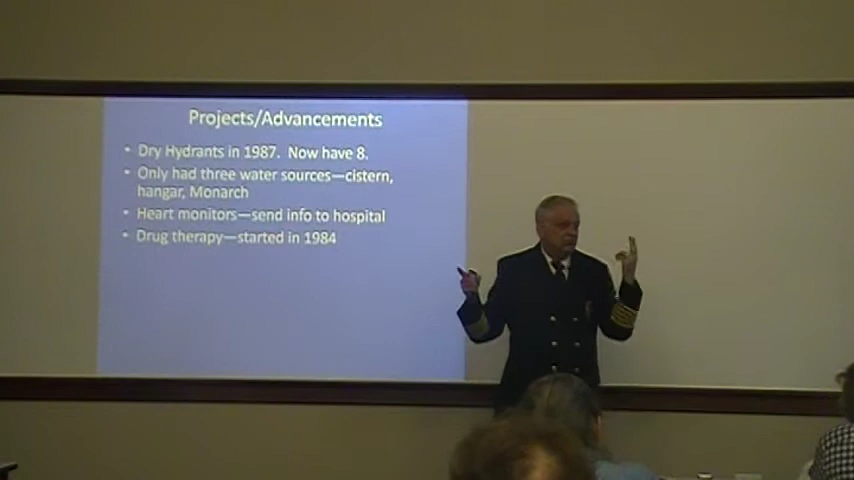 Projects/Advancements
• Dry Hydrants in 1987. Now have 8.
• Only had three water sources—cistern,
hangar, Monarch
• Heart monitors—send info to hospital
• Drug therapy—started in 1984